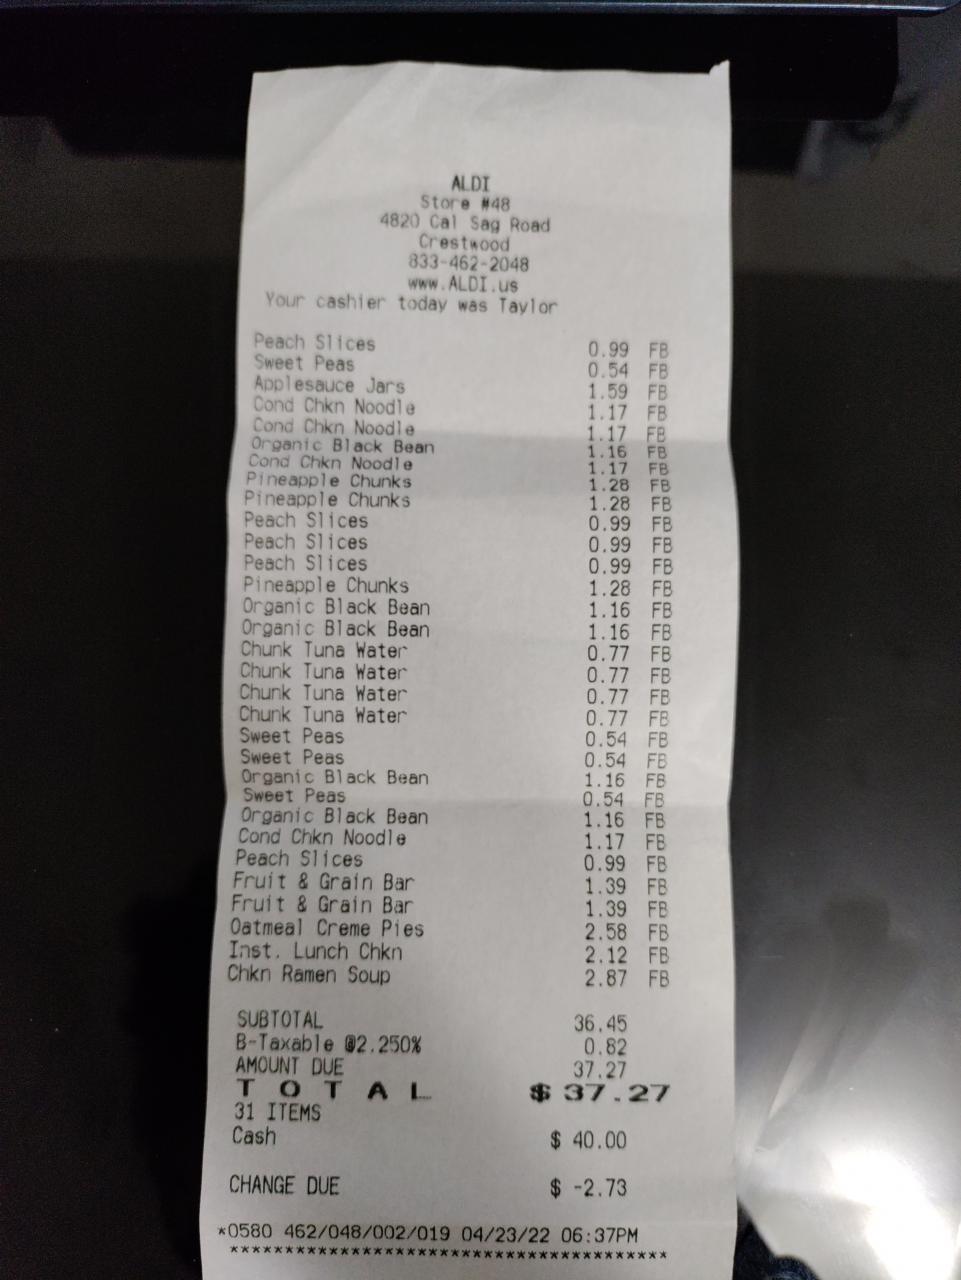 ALDI
Store #48
4820 Cal Sag Road
Crestwood
833-462-2048
www.ALDI.us
Your cashier today was Taylor
Peach Slices 0.99 FB
Sweet Peas 0.54 FB
Applesauce Jars 1.59 FB
Cond Chkn Noodle 1.17 FB
Cond Chkn Noodle 1.17 FB
Organic Black Bean 1.16 FB
Cond Chkn Noodle 1.17 FB
Pineapple Chunks 1.28 FB
Pineapple Chunks 1.28 FB
Peach Slices 0.99 FB
Peach Slices 0.99 FB
Peach Slices 0.99 FB
Pineapple Chunks 1.28 FB
Organic Black Bean 1.16 FB
Organic Black Bean 1.16 FB
Chunk Tuna Water 0.77 FB
Chunk Tuna Water 0.77 FB
Chunk Tuna Water 0.77 FB
Chunk Tuna Water 0.77 FB
Sweet Peas 0.54 FB
Sweet Peas 0.54 FB
Organic Black Bean 1.16 FB
Sweet Peas 0.54 FB
Organic Black Bean 1.16 FB
Cond Chkn Noodle 1.17 FB
Peach Slices 0.99 FB
Fruit & Grain Bar 1.39 FB
Fruit & Grain Bar 1.39 FB
Oatmeal Creme Pies 2.58 FB
Inst. Lunch Chkn 2.12 FB
Chkn Ramen Soup 2.87 FB
SUBTOTAL 36.45
B-Taxable @2.250% 0.82
AMOUNT DUE 37.27
T O T A L $ 37.27
31 ITEMS
Cash $ 40.00
CHANGE DUE $ -2.73
*0580 462/048/002/019 04/23/22 06:37PM
****************************************